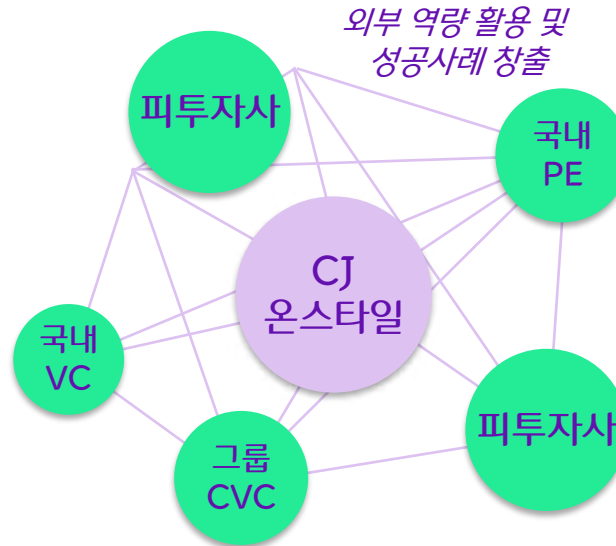 외부 역량 활용 및
성공사례 창출
피투자사
국내
PE
CJ
온스타일
국내
VC
피투자사
그룹
CVC